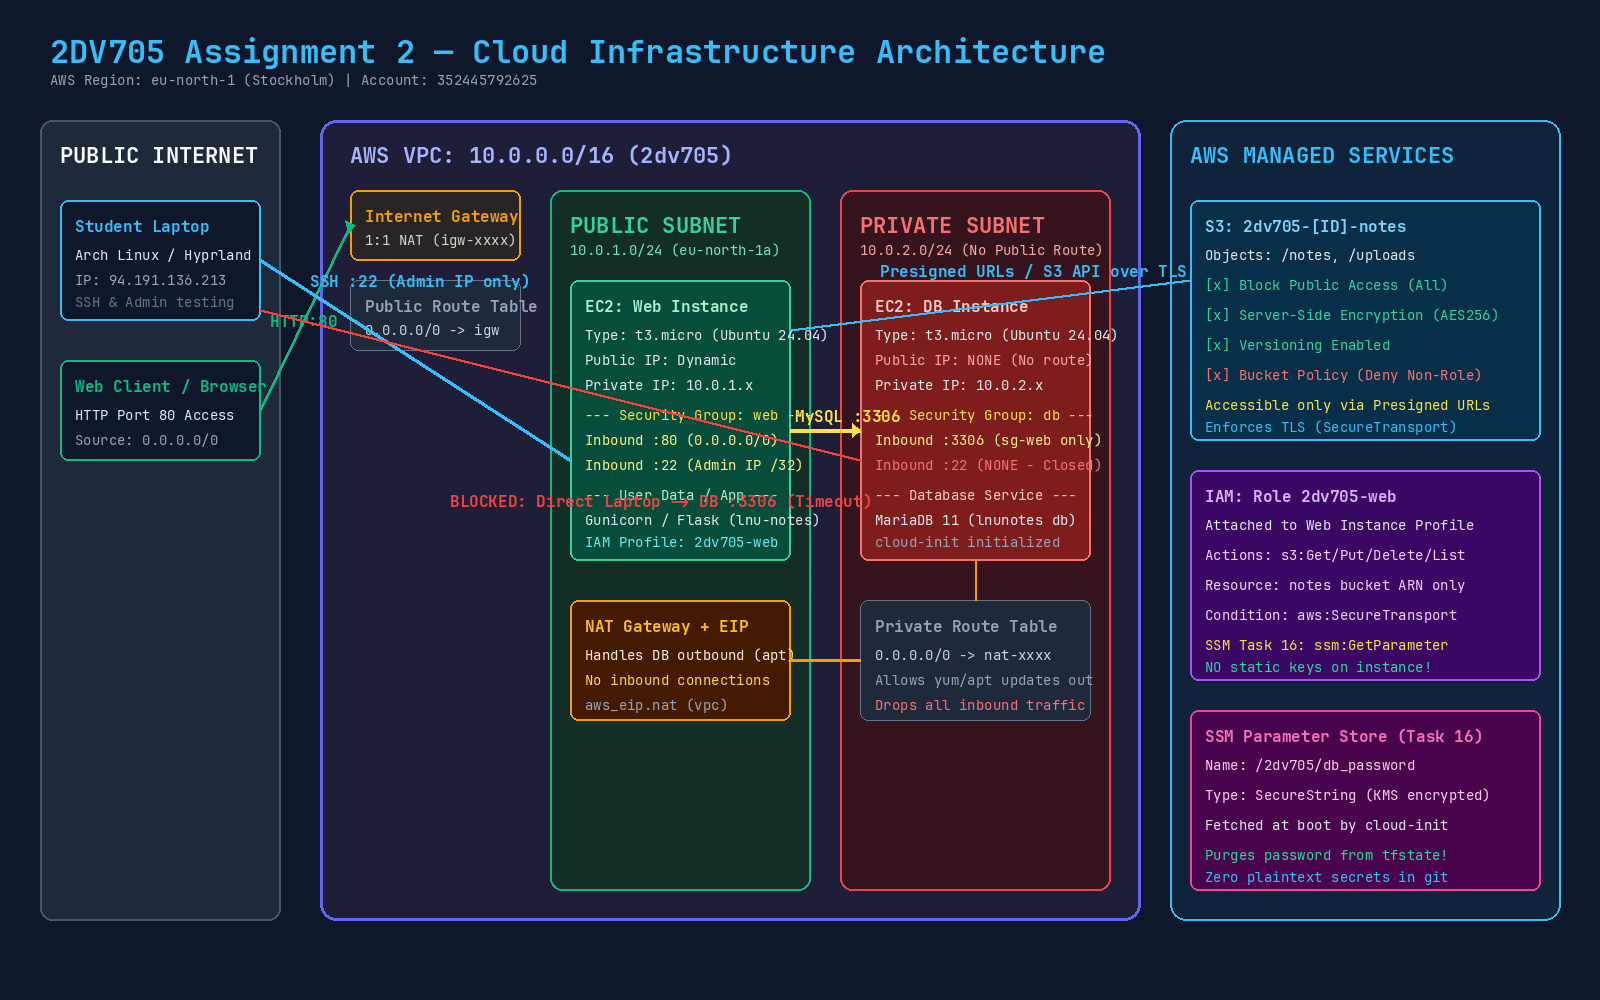 2DV705 Assignment 2 — Cloud Infrastructure Architecture
AWS Region: eu-north-1 (Stockholm) | Account: 352445792625
PUBLIC INTERNET
Student Laptop
Arch Linux / Hyprland
IP: 94.191.136.213
SSH & Admin testing
Web Client / Browser
HTTP Port 80 Access
Source: 0.0.0.0/0
HTTP:80
SSH :22 (Admin IP only)
AWS VPC: 10.0.0.0/16 (2dv705)
Internet Gateway
1:1 NAT (igw-xxxx)
Public Route Table
0.0.0.0/0 -> igw
PUBLIC SUBNET
10.0.1.0/24 (eu-north-1a)
EC2: Web Instance
Type: t3.micro (Ubuntu 24.04)
Public IP: Dynamic
Private IP: 10.0.1.x
--- Security Group: web ---
Inbound :80 (0.0.0.0/0)
Inbound :22 (Admin IP /32)
--- User Data / App ---
Gunicorn / Flask (lnu-notes)
IAM Profile: 2dv705-web
MySQL :3306
BLOCKED: Direct Laptop —> DB :3306 (Timeout)
NAT Gateway + EIP
Handles DB outbound (apt)
No inbound connections
aws_eip.nat (vpc)
PRIVATE SUBNET
10.0.2.0/24 (No Public Route)
Presigned URLs / S3 API over TLS
EC2: DB Instance
Type: t3.micro (Ubuntu 24.04)
Public IP: NONE (No route)
Private IP: 10.0.2.x
--- Security Group: db ---
Inbound :3306 (sg-web only)
Inbound :22 (NONE - Closed)
--- Database Service ---
MariaDB 11 (lnunotes db)
cloud-init initialized
Private Route Table
0.0.0.0/0 -> nat-xxxx
Allows yum/apt updates out
Drops all inbound traffic
AWS MANAGED SERVICES
S3: 2dv705-[ID]-notes
Objects: /notes, /uploads
[x] Block Public Access (All)
[x] Server-Side Encryption (AES256)
[x] Versioning Enabled
[x] Bucket Policy (Deny Non-Role)
Accessible only via Presigned URLs
Enforces TLS (SecureTransport)
IAM: Role 2dv705-web
Attached to Web Instance Profile
Actions: s3:Get/Put/Delete/List
Resource: notes bucket ARN only
Condition: aws:SecureTransport
SSM Task 16: ssm:GetParameter
NO static keys on instance!
SSM Parameter Store (Task 16)
Name: /2dv705/db_password
Type: SecureString (KMS encrypted)
Fetched at boot by cloud-init
Purges password from tfstate!
Zero plaintext secrets in git